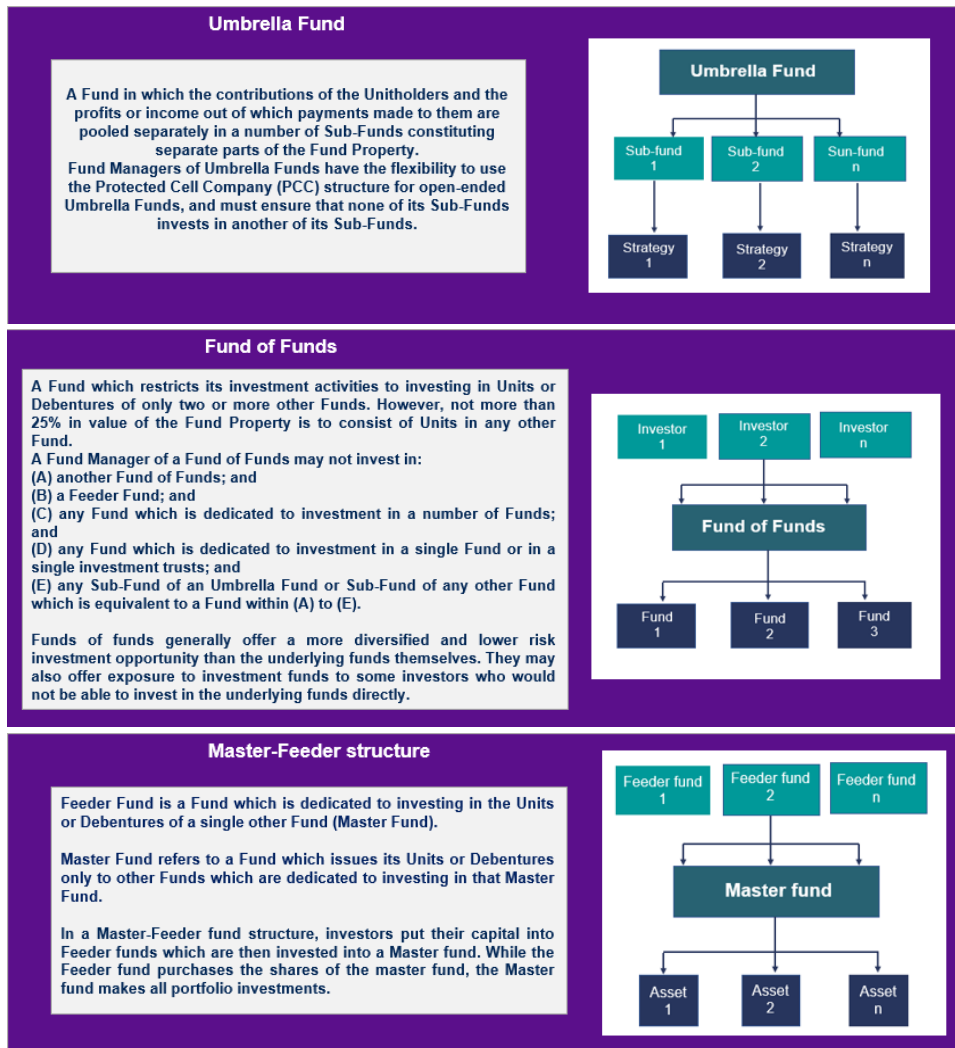 Umbrella Fund
A Fund in which the contributions of the Unitholders and the
profits or income out of which payments made to them are
pooled separately in a number of Sub-Funds constituting
separate parts of the Fund Property.
Fund Managers of Umbrella Funds have the flexibility to use
the Protected Cell Company (PCC) structure for open-ended
Umbrella Funds, and must ensure that none of its Sub-Funds
invests in another of its Sub-Funds.
Umbrella Fund
Sub-fund
1
Sub-fund
2
Sun-fund
n
Strategy
1
Strategy
2
Strategy
n
Fund of Funds
A Fund which restricts its investment activities to investing in Units or
Debentures of only two or more other Funds. However, not more than
25% in value of the Fund Property is to consist of Units in any other
Fund.
A Fund Manager of a Fund of Funds may not invest in:
(A) another Fund of Funds; and
(B) a Feeder Fund; and
(C) any Fund which is dedicated to investment in a number of Funds;
and
(D) any Fund which is dedicated to investment in a single Fund or in a
single investment trusts; and
(E) any Sub-Fund of an Umbrella Fund or Sub-Fund of any other Fund
which is equivalent to a Fund within (A) to (E).
Funds of funds generally offer a more diversified and lower risk
investment opportunity than the underlying funds themselves. They may
also offer exposure to investment funds to some investors who would
not be able to invest in the underlying funds directly.
Investor
1
Investor
2
Investor
n
Fund of Funds
Fund
1
Fund
2
Fund
3
Master-Feeder structure
Feeder Fund is a Fund which is dedicated to investing in the Units
or Debentures of a single other Fund (Master Fund).
Master Fund refers to a Fund which issues its Units or Debentures
only to other Funds which are dedicated to investing in that Master
Fund.
In a Master-Feeder fund structure, investors put their capital into
Feeder funds which are then invested into a Master fund. While the
Feeder fund purchases the shares of the master fund, the Master
fund makes all portfolio investments.
Feeder fund
1
Feeder fund
2
Feeder fund
n
Master fund
Asset
1
Asset
2
Asset
n